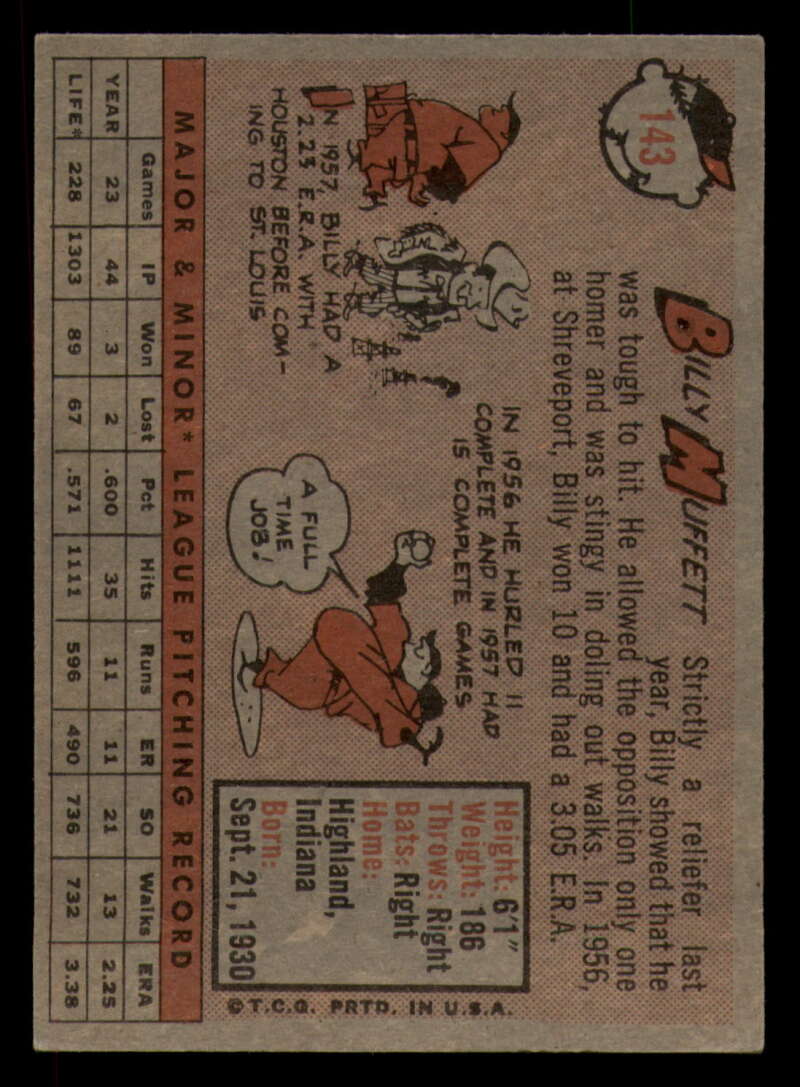 143
BILLY MUFFETT
Strictly a reliefer last
year, Billy showed that he
was tough to hit. He allowed the opposition only one
homer and was stingy in doling out walks. In 1956,
at Shreveport, Billy won 10 and had a 3.05 E.R.A.
IN 1957, BILLY HAD A
2.23 E.R.A. WITH
HOUSTON BEFORE COM-
ING TO ST. LOUIS
IN 1956 HE HURLED 11
COMPLETE AND IN 1957 HAD
15 COMPLETE GAMES
A FULL
TIME
JOB!
Height: 6'1"
Weight: 186
Throws: Right
Bats: Right
Home:
Highland,
Indiana
Born:
Sept. 21, 1930
© T.C.G. PRTD. IN U.S.A.
MAJOR & MINOR* LEAGUE PITCHING RECORD
Games IP Won Lost Pct Hits Runs ER SO Walks ERA
YEAR 23 44 3 2 .600 35 11 11 21 13 2.25
LIFE* 228 1303 89 67 .571 1111 596 490 736 732 3.38